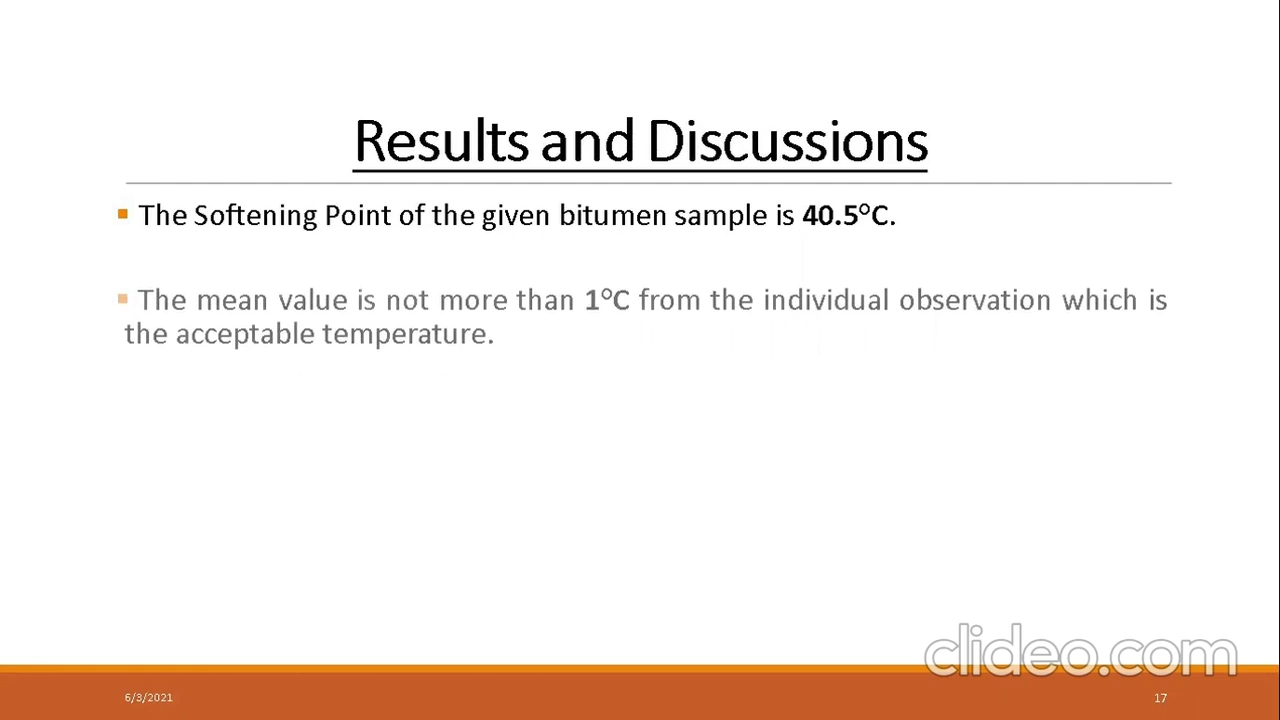 Results and Discussions
▪ The Softening Point of the given bitumen sample is 40.5°C.
▪ The mean value is not more than 1°C from the individual observation which is
the acceptable temperature.
clideo.com
6/3/2021
17